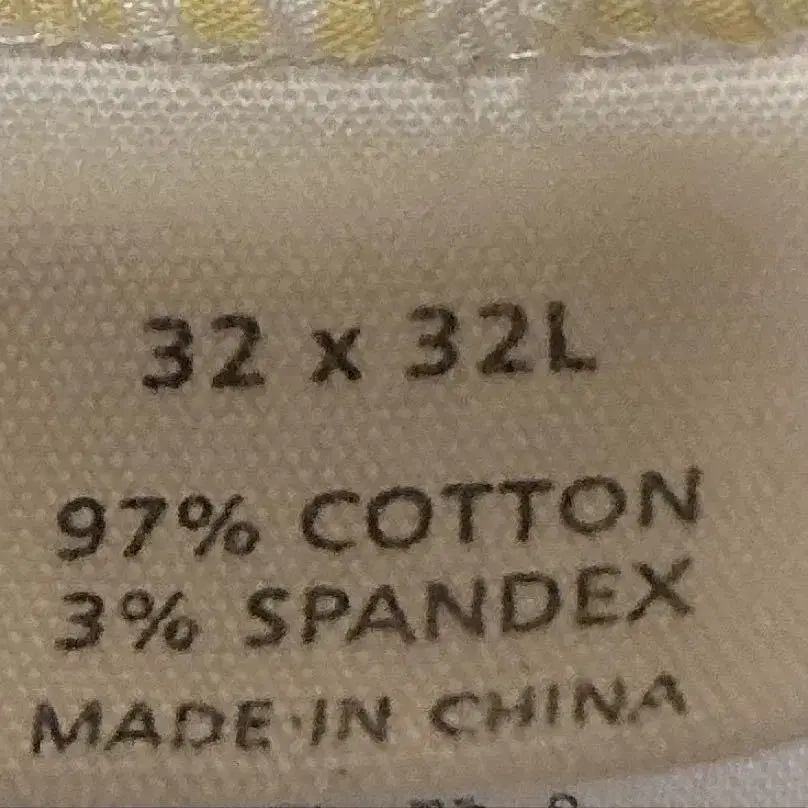 32 x 32L
97% COTTON
3% SPANDEX
MADE IN CHINA